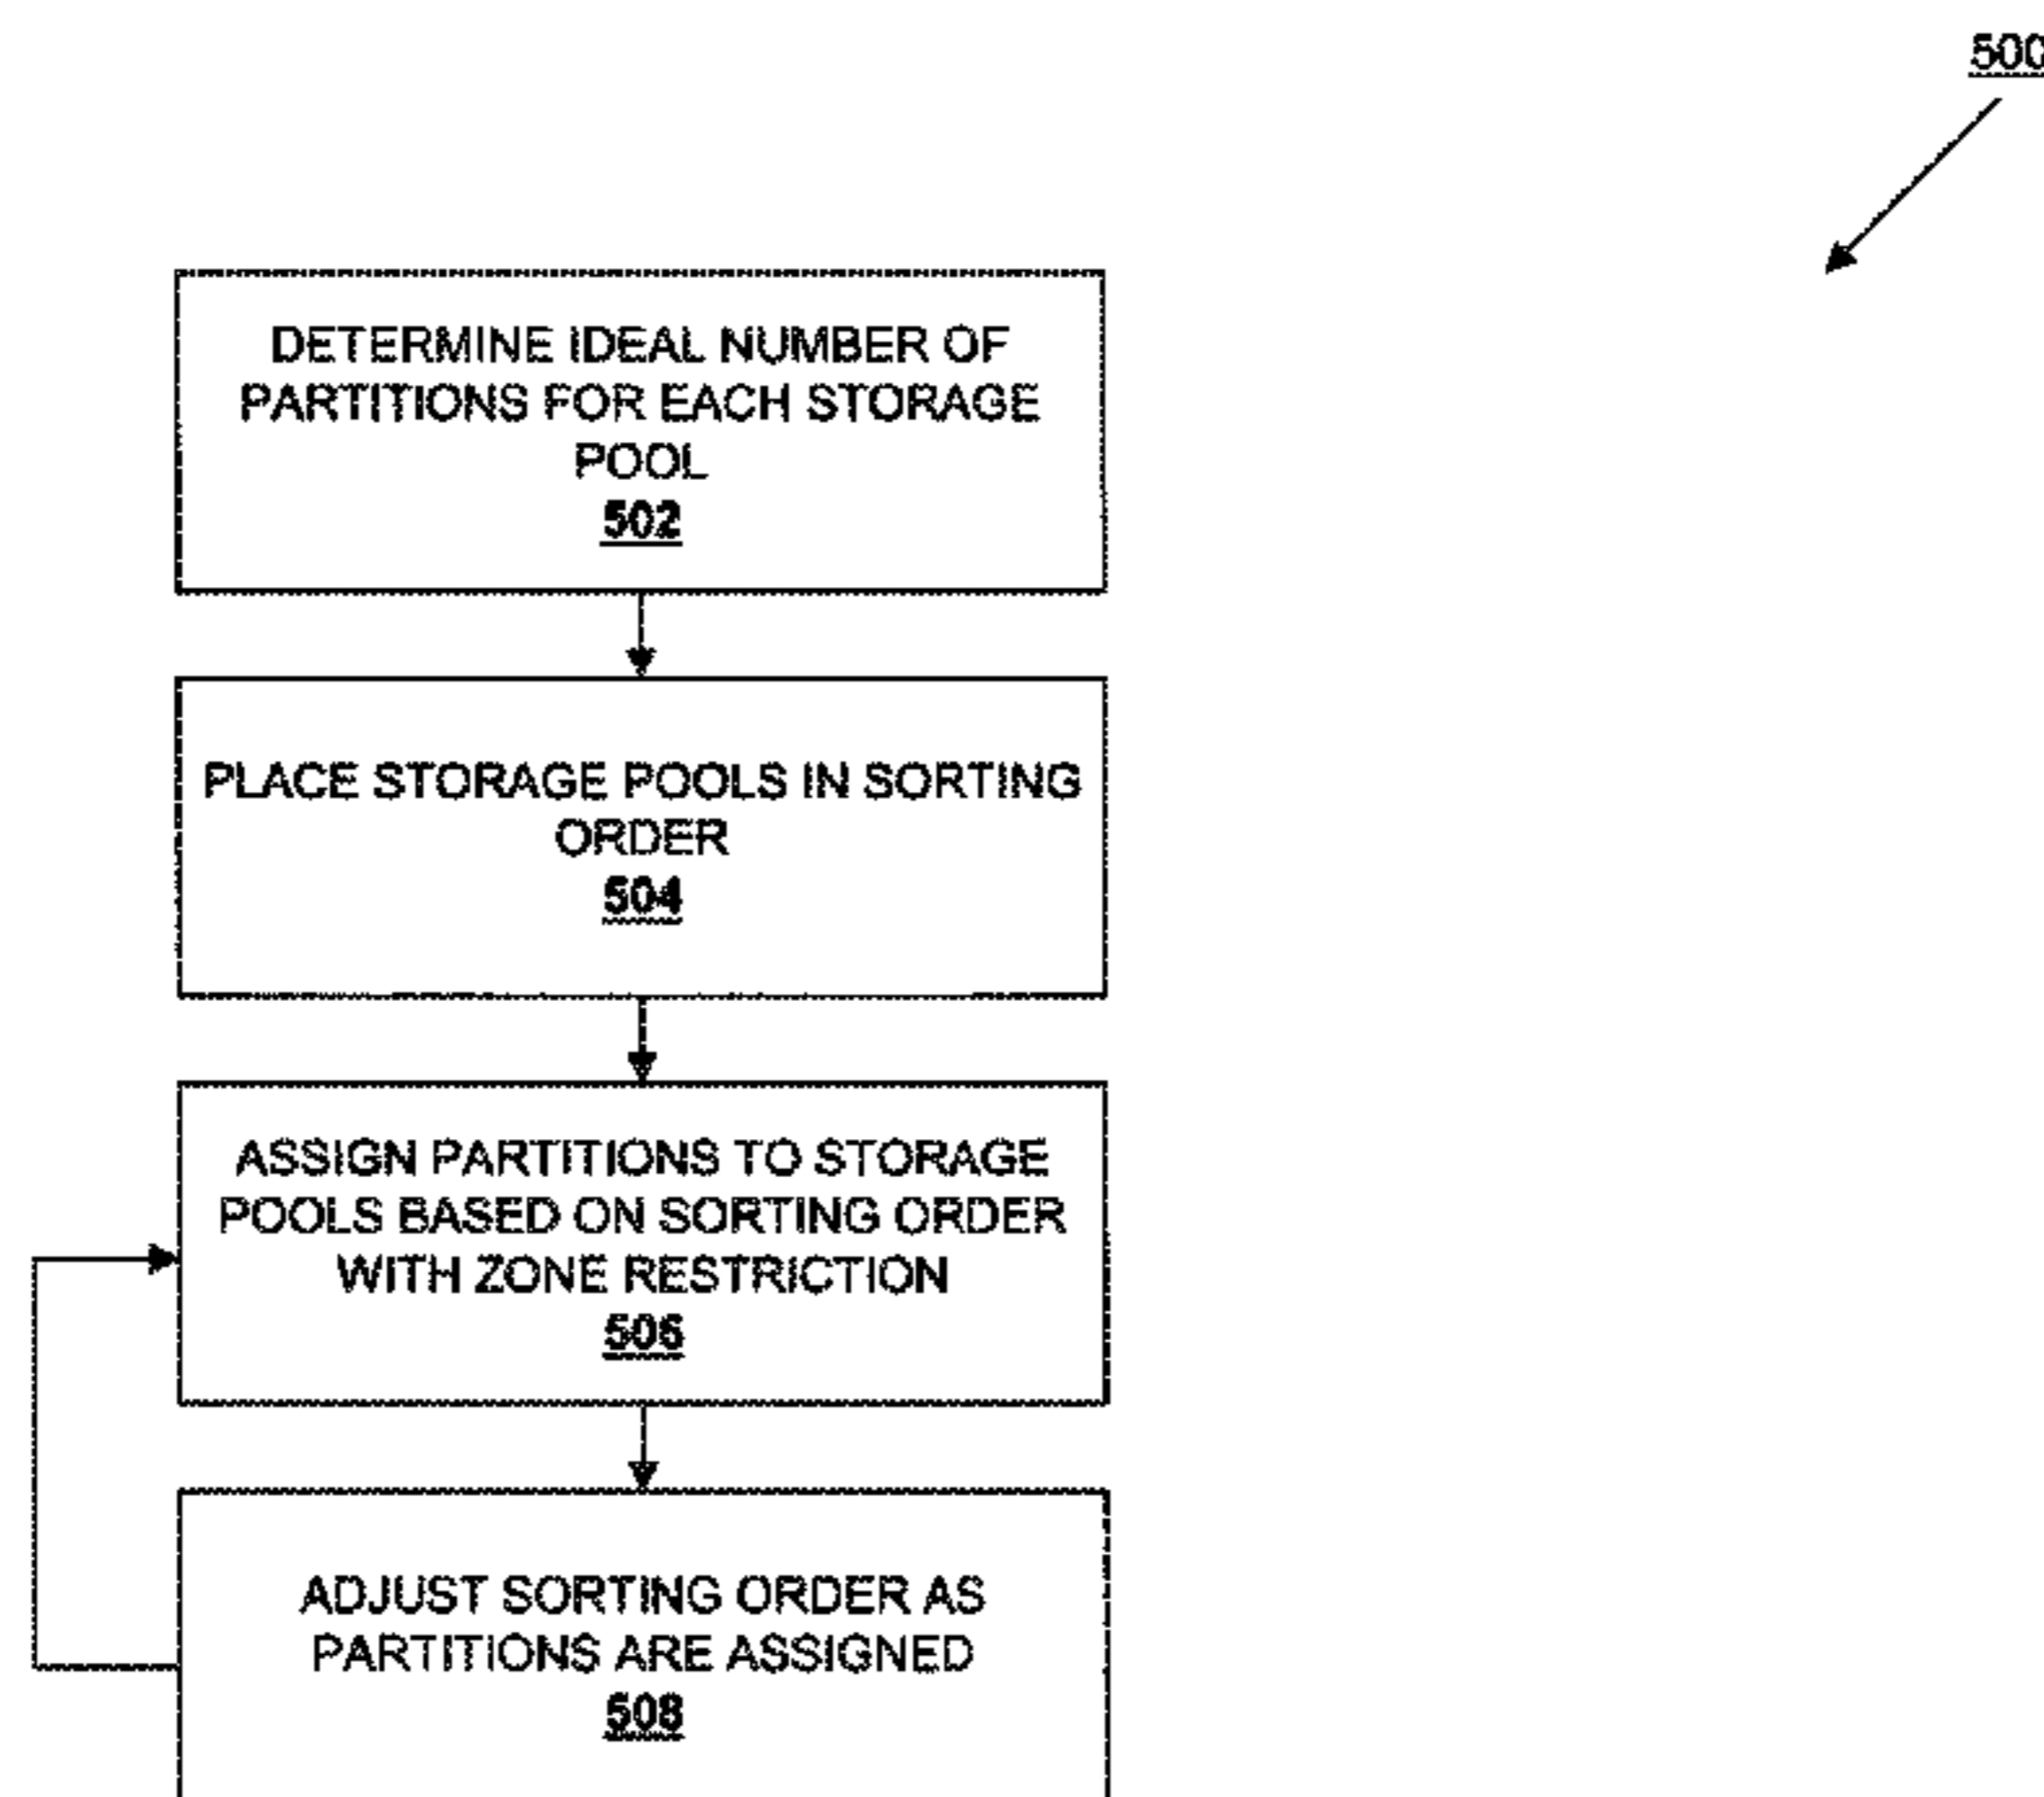 500
DETERMINE IDEAL NUMBER OF
PARTITIONS FOR EACH STORAGE
POOL
502
PLACE STORAGE POOLS IN SORTING
ORDER
504
ASSIGN PARTITIONS TO STORAGE
POOLS BASED ON SORTING ORDER
WITH ZONE RESTRICTION
506
ADJUST SORTING ORDER AS
PARTITIONS ARE ASSIGNED
508